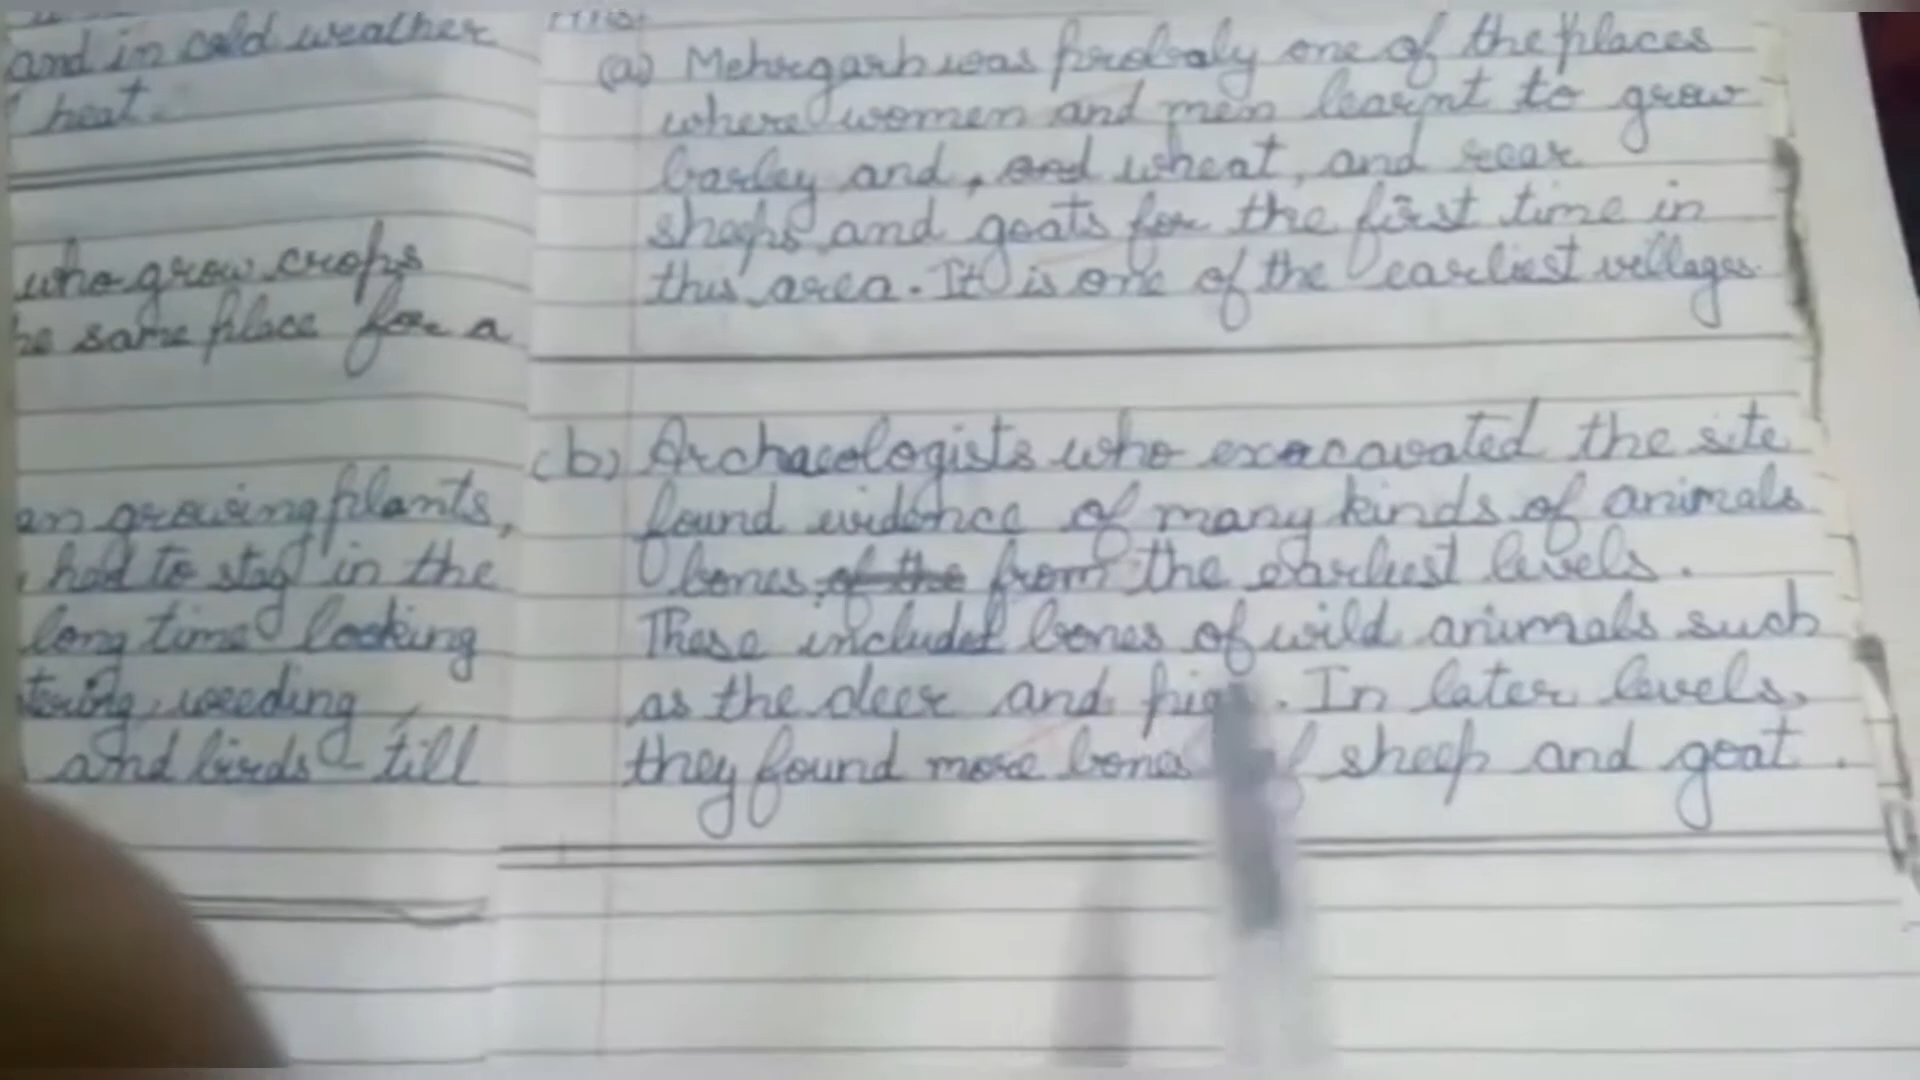 and in cold weather
heat.
who grow crops
same place for a
growing plants,
had to stay in the
long time looking
weeding,
and birds - till
(a) Mehrgarh was probaly one of the places
where women and men learnt to grow
barley and, and wheat, and rear
sheeps and goats for the first time in
this area. It is one of the earliest villages.
(b) Archaeologists who exacavated the site
found evidence of many kinds of animals
bones of the from the earliest levels.
These included bones of wild animals such
as the deer and pig. In later levels,
they found more bones sheep and goat.